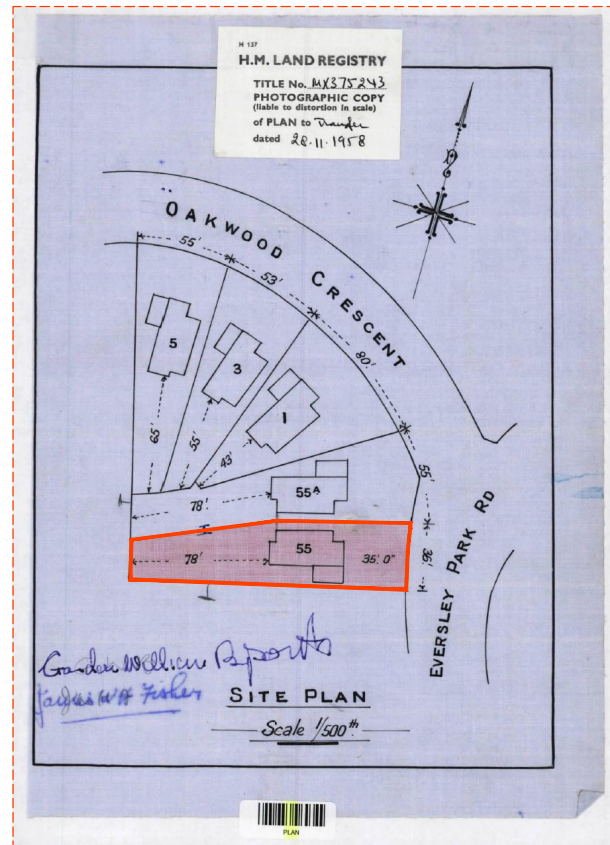 H 137
H.M. LAND REGISTRY
TITLE No. MX375243
PHOTOGRAPHIC COPY
(liable to distortion in scale)
of PLAN to Transfer
dated 28.11.1958
OAKWOOD CRESCENT
55'
53'
80'
55'
36'
5
3
1
65'
55'
43'
78'
55A
78'
55
35'. 0"
EVERSLEY PARK RD
Fisher
SITE PLAN
Scale 1/500th.
PLAN